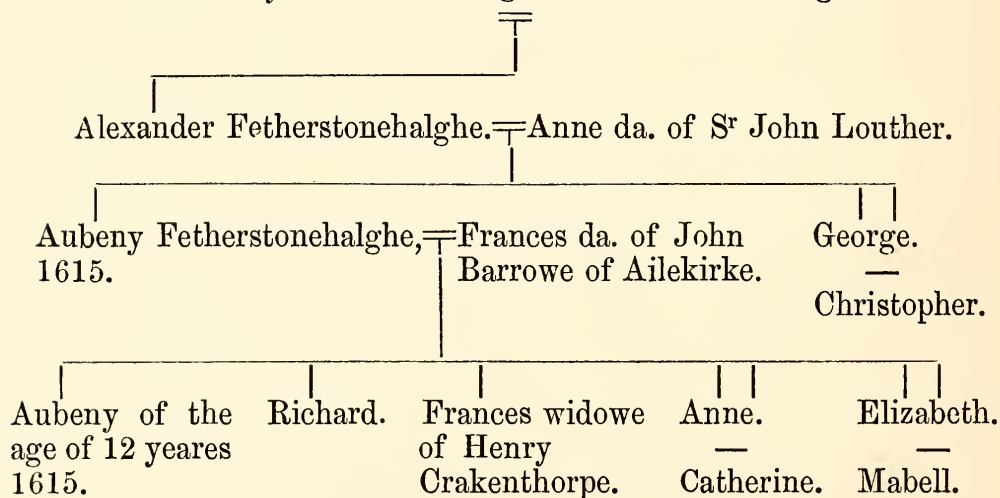 Alexander Fetherstonehalghe.=Anne da. of Sʳ John Louther.
Aubeny Fetherstonehalghe,=Frances da. of John
1615.
Barrowe of Ailekirke.
George.
—
Christopher.
Aubeny of the
age of 12 yeares
1615.
Richard.
Frances widowe
of Henry
Crakenthorpe.
Anne.
—
Catherine.
Elizabeth.
—
Mabell.